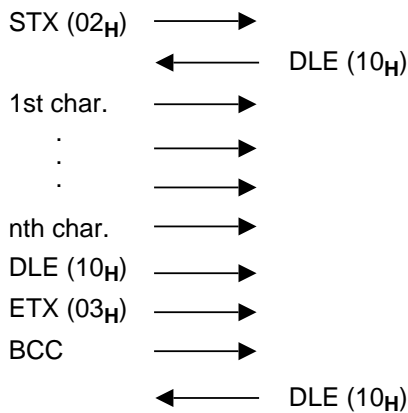 STX (02H)
DLE (10H)
1st char.
.
.
.
nth char.
DLE (10H)
ETX (03H)
BCC
DLE (10H)